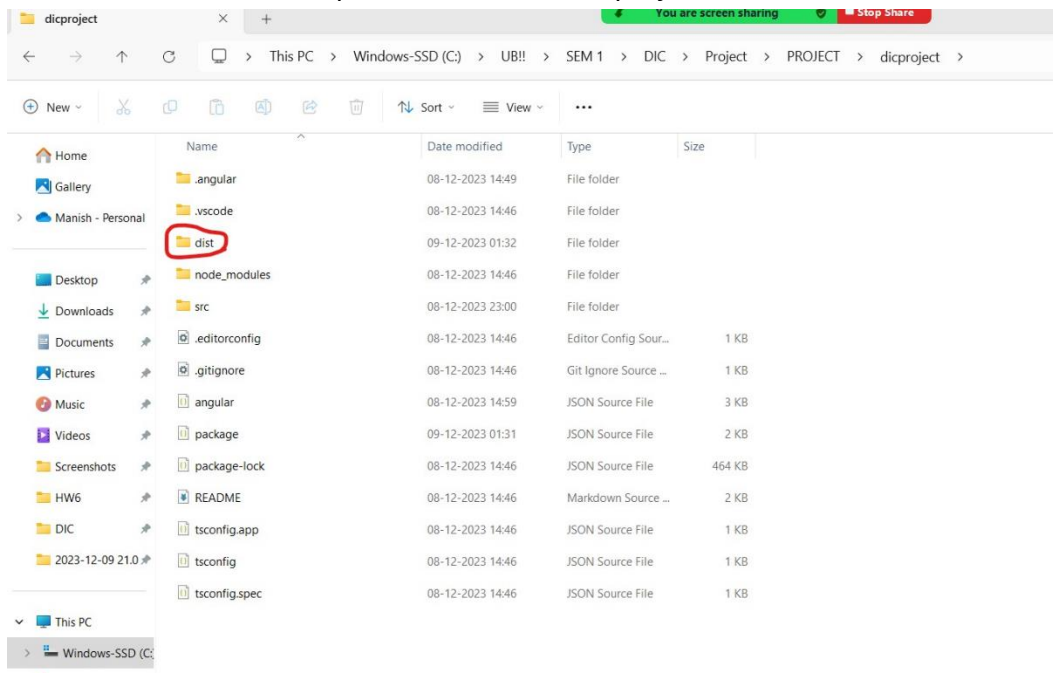 dicproject × +
You are screen sharing Stop Share
This PC > Windows-SSD (C:) > UB!! > SEM 1 > DIC > Project > PROJECT > dicproject >
New Sort View ...
Name Date modified Type Size
Home
Gallery
Manish - Personal
Desktop
Downloads
Documents
Pictures
Music
Videos
Screenshots
HW6
DIC
2023-12-09 21.0
This PC
Windows-SSD (C:
.angular 08-12-2023 14:49 File folder
.vscode 08-12-2023 14:46 File folder
dist 09-12-2023 01:32 File folder
node_modules 08-12-2023 14:46 File folder
src 08-12-2023 23:00 File folder
.editorconfig 08-12-2023 14:46 Editor Config Sour... 1 KB
.gitignore 08-12-2023 14:46 Git Ignore Source ... 1 KB
angular 08-12-2023 14:59 JSON Source File 3 KB
package 09-12-2023 01:31 JSON Source File 2 KB
package-lock 08-12-2023 14:46 JSON Source File 464 KB
README 08-12-2023 14:46 Markdown Source ... 2 KB
tsconfig.app 08-12-2023 14:46 JSON Source File 1 KB
tsconfig 08-12-2023 14:46 JSON Source File 1 KB
tsconfig.spec 08-12-2023 14:46 JSON Source File 1 KB